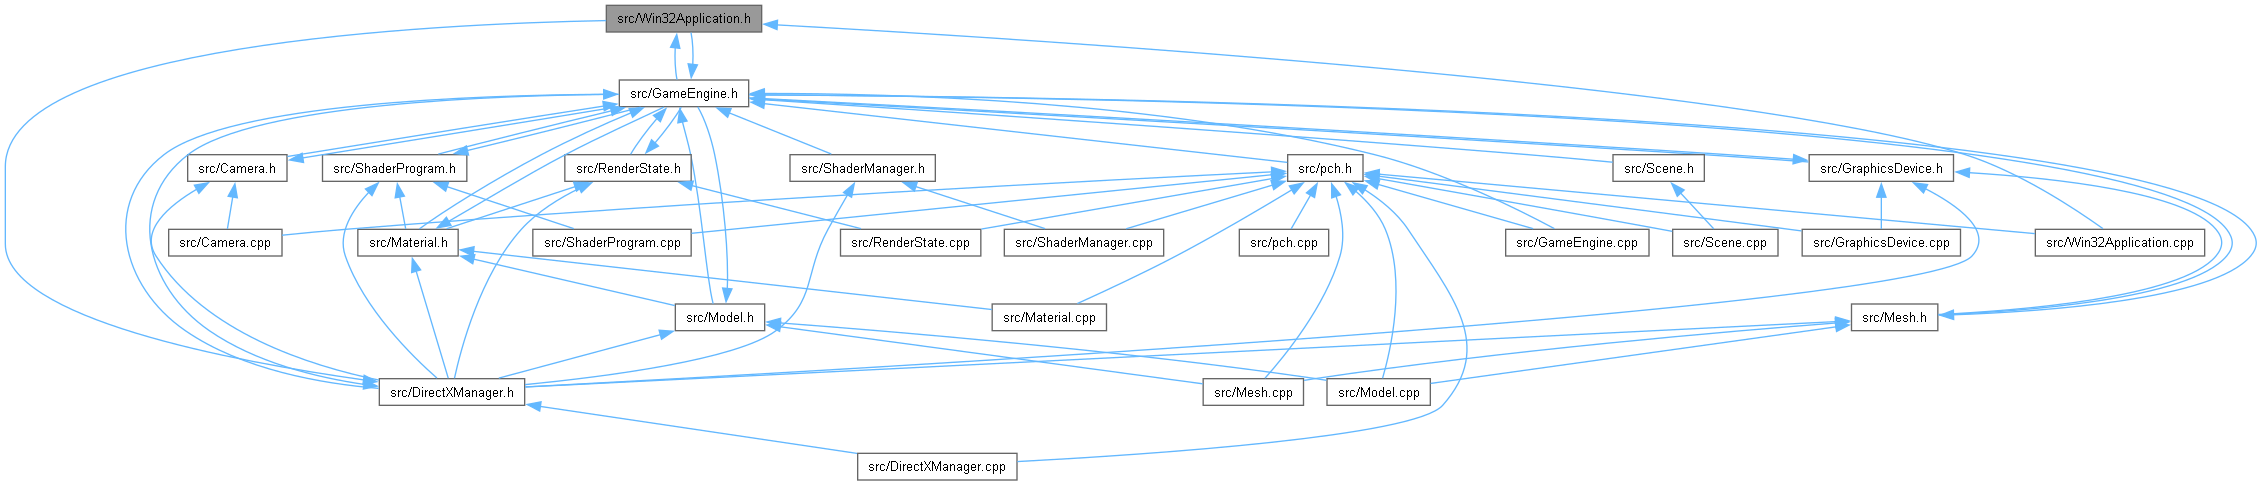 src/Win32Application.h
src/GameEngine.h
src/Camera.h
src/ShaderProgram.h
src/RenderState.h
src/ShaderManager.h
src/pch.h
src/Scene.h
src/GraphicsDevice.h
src/Camera.cpp
src/Material.h
src/ShaderProgram.cpp
src/RenderState.cpp
src/ShaderManager.cpp
src/pch.cpp
src/GameEngine.cpp
src/Scene.cpp
src/GraphicsDevice.cpp
src/Win32Application.cpp
src/Model.h
src/Material.cpp
src/Mesh.h
src/DirectXManager.h
src/Mesh.cpp
src/Model.cpp
src/DirectXManager.cpp